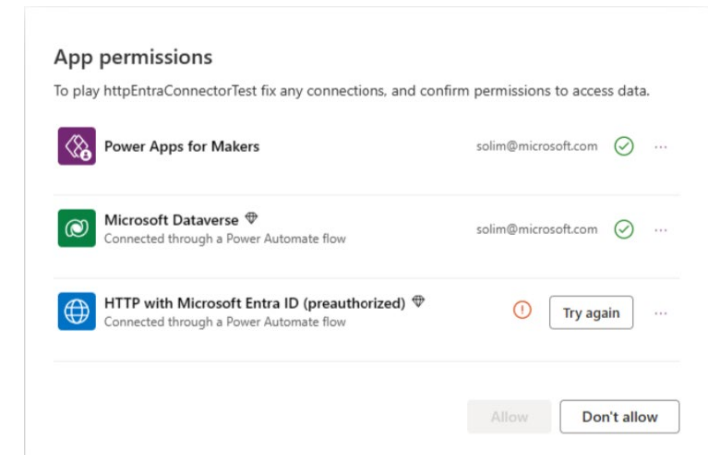 App permissions
To play httpEntraConnectorTest fix any connections, and confirm permissions to access data.
Power Apps for Makers
solim@microsoft.com
Microsoft Dataverse
Connected through a Power Automate flow
solim@microsoft.com
HTTP with Microsoft Entra ID (preauthorized)
Connected through a Power Automate flow
Try again
Allow
Don't allow